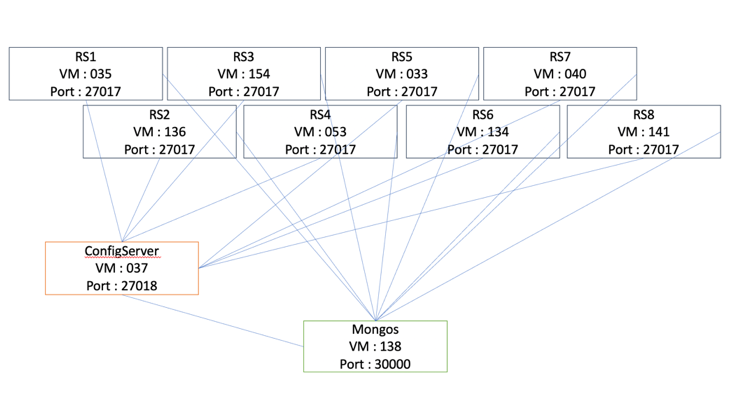 RS1
VM : 035
Port : 27017
RS3
VM : 154
Port : 27017
RS5
VM : 033
Port : 27017
RS7
VM : 040
Port : 27017
RS2
VM : 136
Port : 27017
RS4
VM : 053
Port : 27017
RS6
VM : 134
Port : 27017
RS8
VM : 141
Port : 27017
ConfigServer
VM : 037
Port : 27018
Mongos
VM : 138
Port : 30000